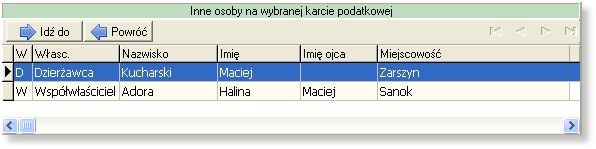 Inne osoby na wybranej karcie podatkowej
Idź do Powróć
W Własc. Nazwisko Imię Imię ojca Miejscowość
D Dzierżawca Kucharski Maciej Zarszyn
W Współwłaściciel Adora Halina Maciej Sanok